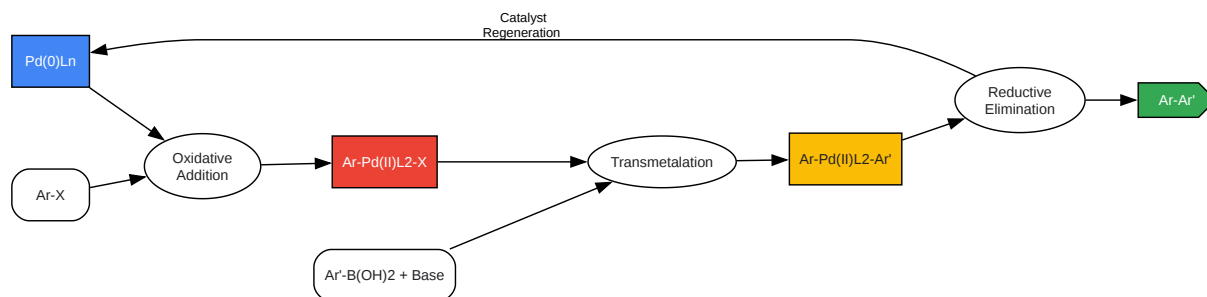 Catalyst
Regeneration
Pd(0)Ln
Reductive
Elimination
Ar-Ar'
Oxidative
Addition
Ar-Pd(II)L2-X
Transmetalation
Ar-Pd(II)L2-Ar'
Ar-X
Ar'-B(OH)2 + Base